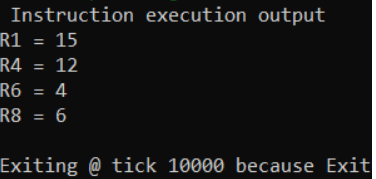 Instruction execution output
R1 = 15
R4 = 12
R6 = 4
R8 = 6
Exiting @ tick 10000 because Exit